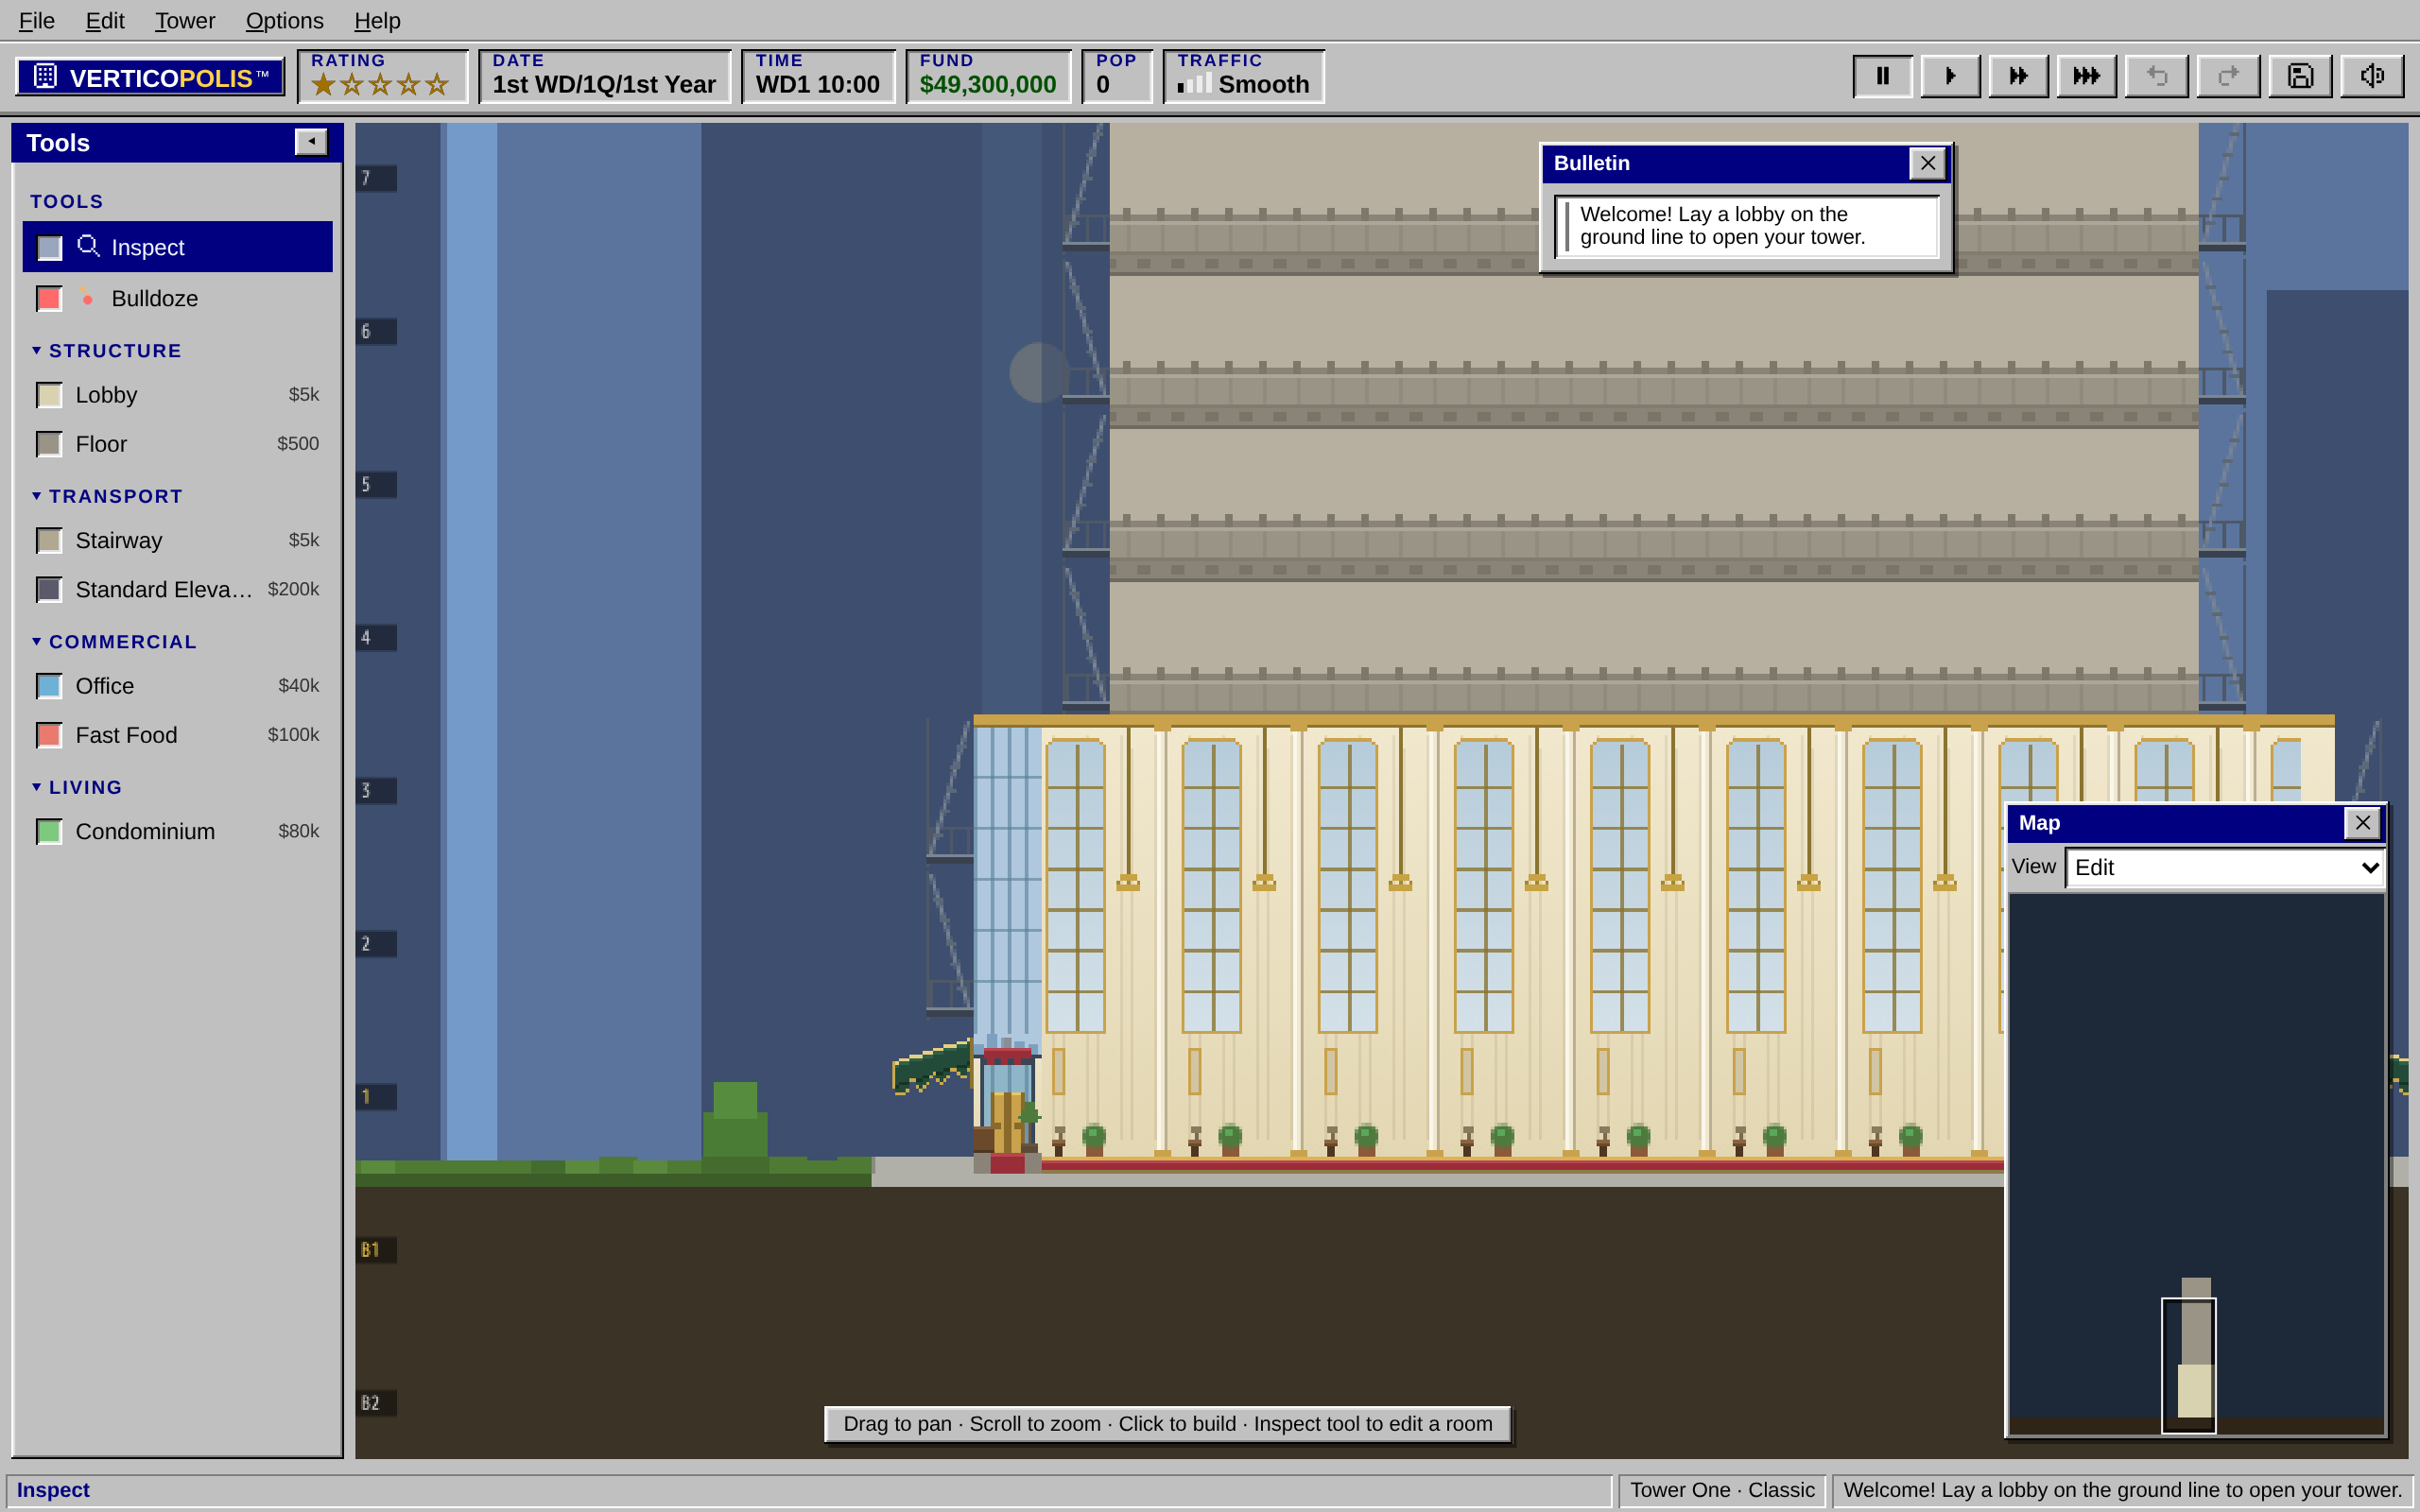 File Edit Tower Options Help
VERTICOPOLIS™
RATING
DATE
1st WD/1Q/1st Year
TIME
WD1 10:00
FUND
$49,300,000
POP
0
TRAFFIC
Smooth
Tools
TOOLS
Inspect
Bulldoze
STRUCTURE
Lobby $5k
Floor $500
TRANSPORT
Stairway $5k
Standard Eleva… $200k
COMMERCIAL
Office $40k
Fast Food $100k
LIVING
Condominium $80k
7
6
5
4
3
2
1
B1
B2
Bulletin
Welcome! Lay a lobby on the
ground line to open your tower.
Map
View Edit
Drag to pan · Scroll to zoom · Click to build · Inspect tool to edit a room
Inspect
Tower One · Classic
Welcome! Lay a lobby on the ground line to open your tower.